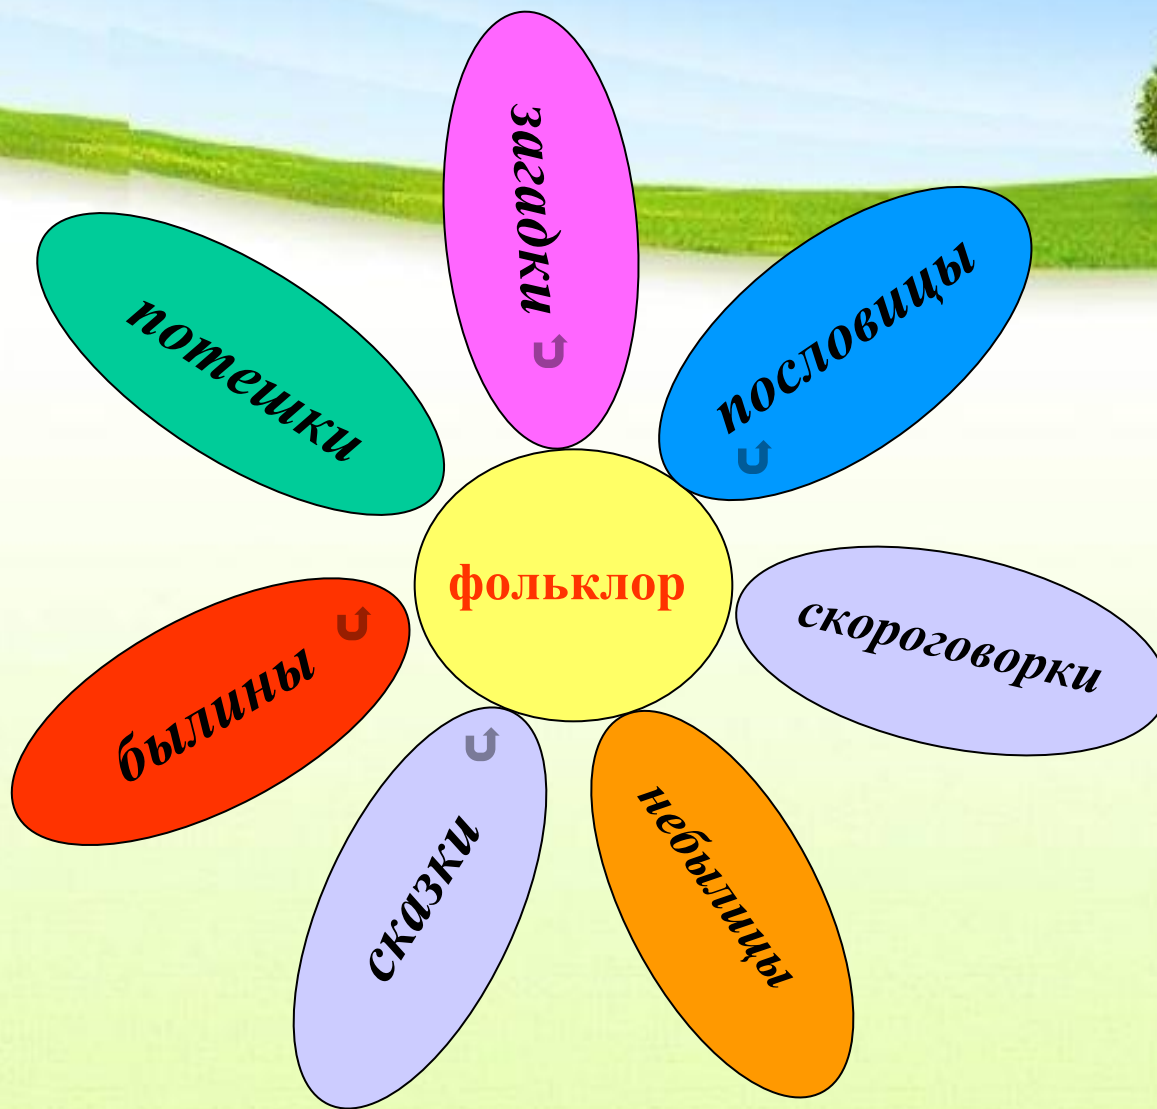 загадки
пословицы
потешки
фольклор
скороговорки
былины
сказки
небылицы